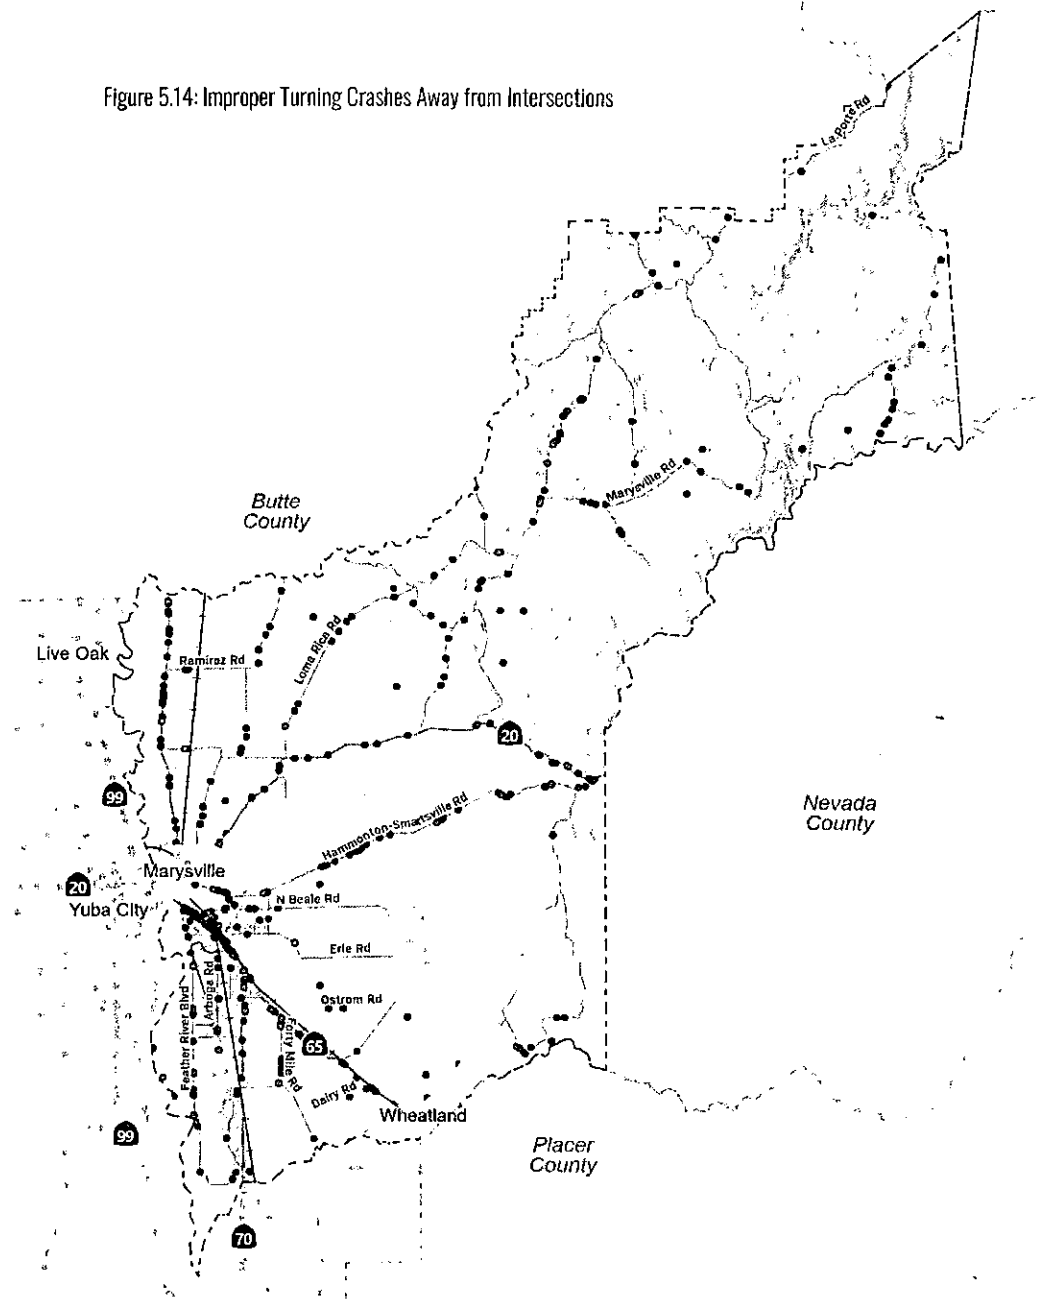 Figure 5.14: Improper Turning Crashes Away from Intersections
La Porte Rd
Butte
County
Marysville Rd
Live Oak
Ramirez Rd
Loma Rica Rd
20
99
Hammonton-Smartsville Rd
Nevada
County
Marysville
20
Yuba City
N Beale Rd
Erle Rd
Feather River Blvd
Arboga Rd
Ostrom Rd
Forty Mile Rd
65
Dairy Rd
Wheatland
99
Placer
County
70